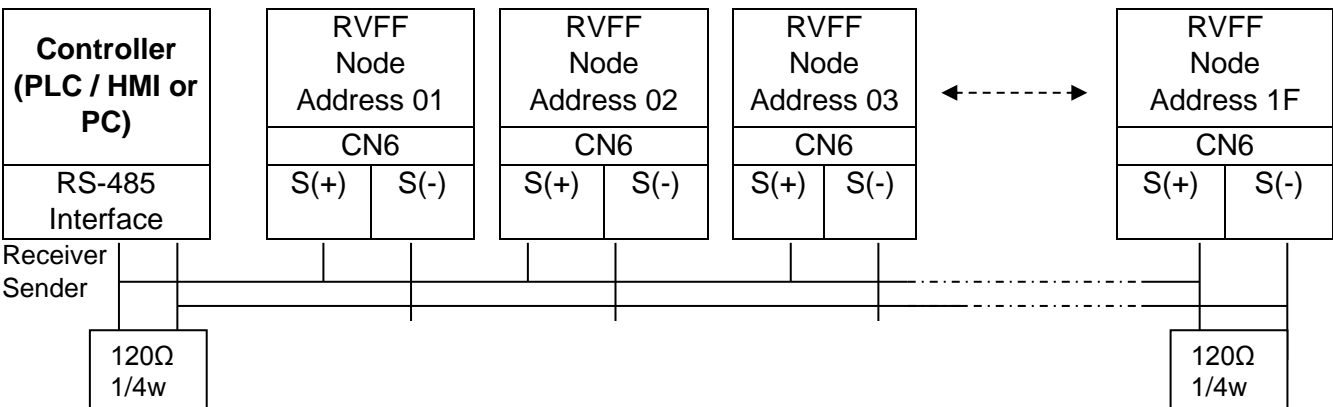 Controller
(PLC / HMI or
PC)
RS-485
Interface
Receiver
Sender
120Ω
1/4w
RVFF
Node
Address 01
CN6
S(+) S(-)
RVFF
Node
Address 02
CN6
S(+) S(-)
RVFF
Node
Address 03
CN6
S(+) S(-)
RVFF
Node
Address 1F
CN6
S(+) S(-)
120Ω
1/4w